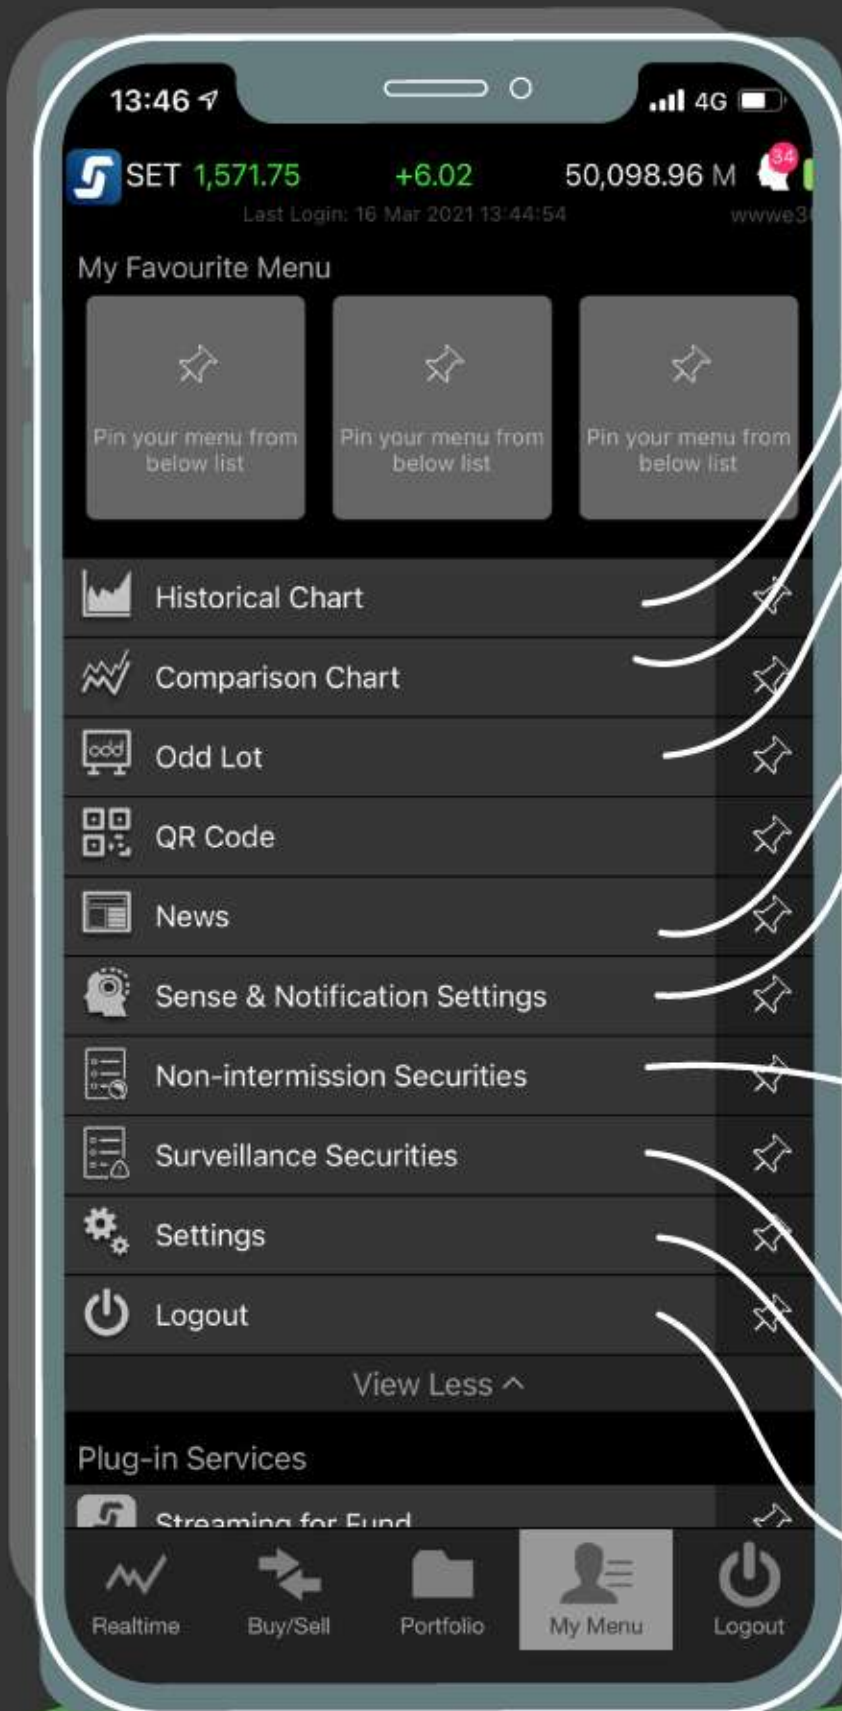 13:46 4G
SET 1,571.75 +6.02 50,098.96 M 34
Last Login: 16 Mar 2021 13:44:54
My Favourite Menu
Pin your menu from below list
Pin your menu from below list
Pin your menu from below list
Historical Chart
Comparison Chart
odd Odd Lot
QR Code
News
Sense & Notification Settings
Non-intermission Securities
Surveillance Securities
Settings
Logout
View Less
Plug-in Services
Streaming for Fund
Realtime Buy/Sell Portfolio My Menu Logout